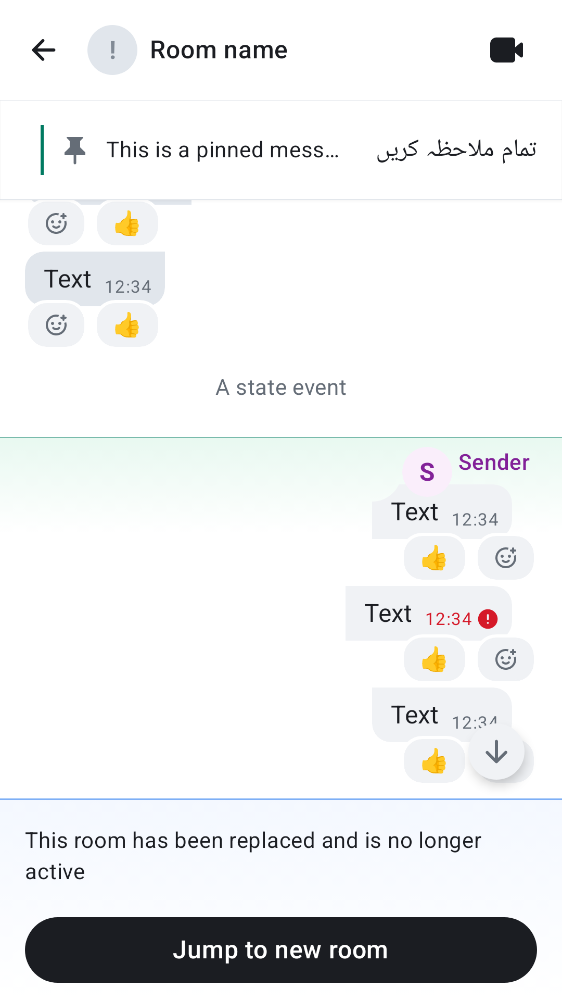 !
Room name
This is a pinned mess...
تمام ملاحظہ کریں
👍
Text 12:34
👍
A state event
S Sender
Text 12:34
👍
Text 12:34 !
👍
Text 12:34
👍
This room has been replaced and is no longer
active
Jump to new room